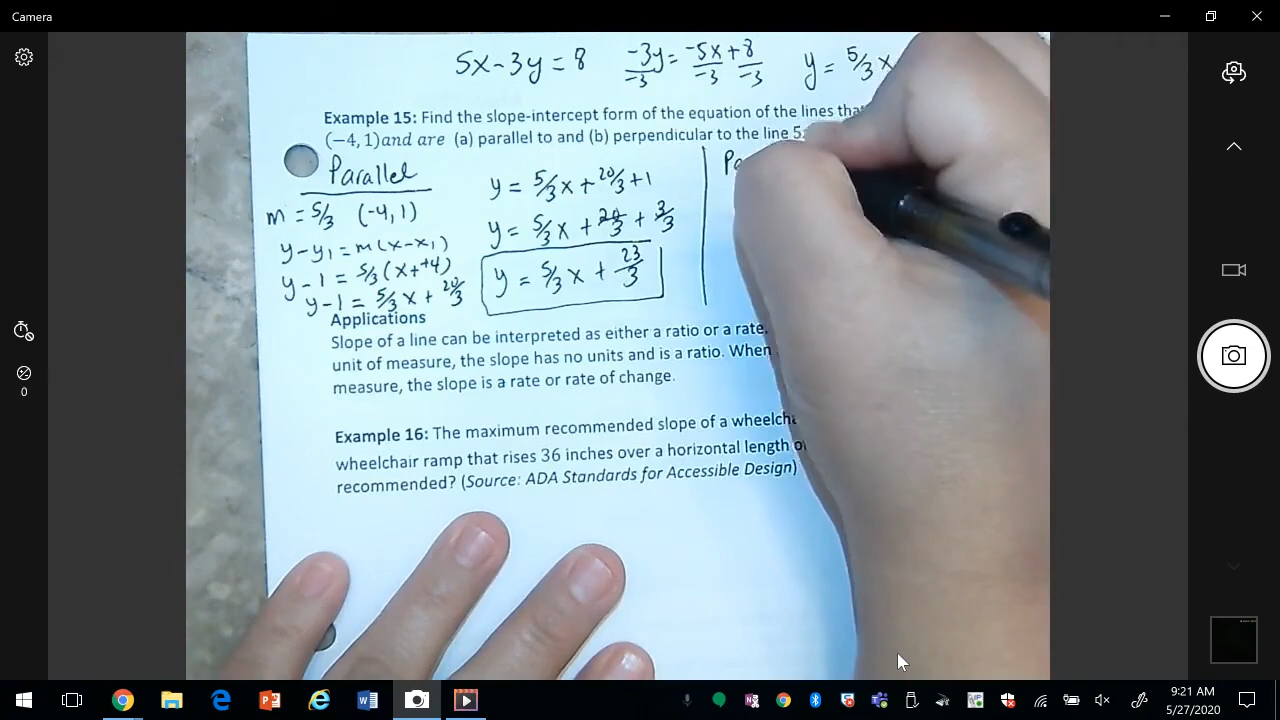 Camera
5x - 3y = 8
-3y/-3 = -5x/-3 + 8/-3
y = 5/3 x
Example 15: Find the slope-intercept form of the equation of the lines
(−4, 1)and are (a) parallel to and (b) perpendicular to the line
Parallel
m = 5/3 (-4, 1)
y - y₁ = m(x - x₁)
y - 1 = 5/3 (x + +4)
y - 1 = 5/3 x + 20/3
y = 5/3 x + 20/3 + 1
y = 5/3 x + 20/3 + 3/3
y = 5/3 x + 23/3
Applications
Slope of a line can be interpreted as either a ratio or a rate.
unit of measure, the slope has no units and is a ratio. When
measure, the slope is a rate or rate of change.
Example 16: The maximum recommended slope of a
wheelchair ramp that rises 36 inches over a horizontal length
recommended? (Source: ADA Standards for Accessible Design)
0
9:21 AM
5/27/2020